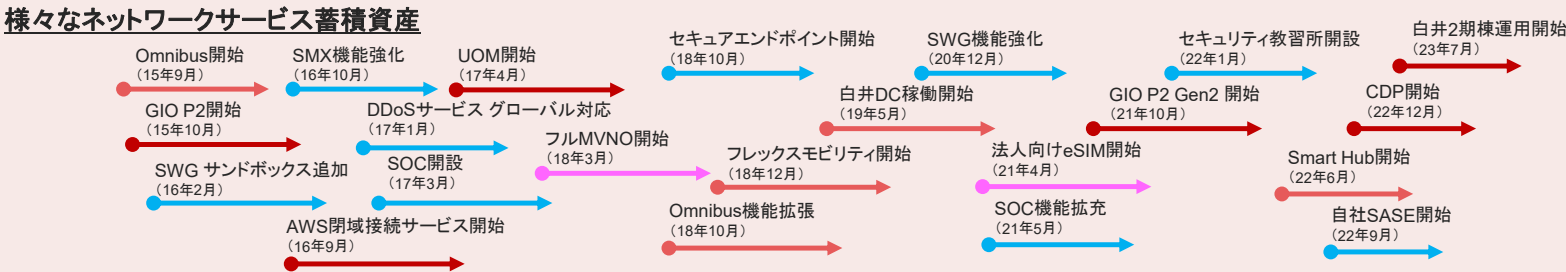 様々なネットワークサービス蓄積資産
Omnibus開始
（15年9月）
SMX機能強化
（16年10月）
UOM開始
（17年4月）
セキュアエンドポイント開始
（18年10月）
SWG機能強化
（20年12月）
セキュリティ教習所開設
（22年1月）
白井2期棟運用開始
（23年7月）
GIO P2開始
（15年10月）
DDoSサービス グローバル対応
（17年1月）
白井DC稼働開始
（19年5月）
GIO P2 Gen2 開始
（21年10月）
CDP開始
（22年12月）
SWG サンドボックス追加
（16年2月）
SOC開設
（17年3月）
フルMVNO開始
（18年3月）
フレックスモビリティ開始
（18年12月）
法人向けeSIM開始
（21年4月）
Smart Hub開始
（22年6月）
AWS閉域接続サービス開始
（16年9月）
Omnibus機能拡張
（18年10月）
SOC機能拡充
（21年5月）
自社SASE開始
（22年9月）